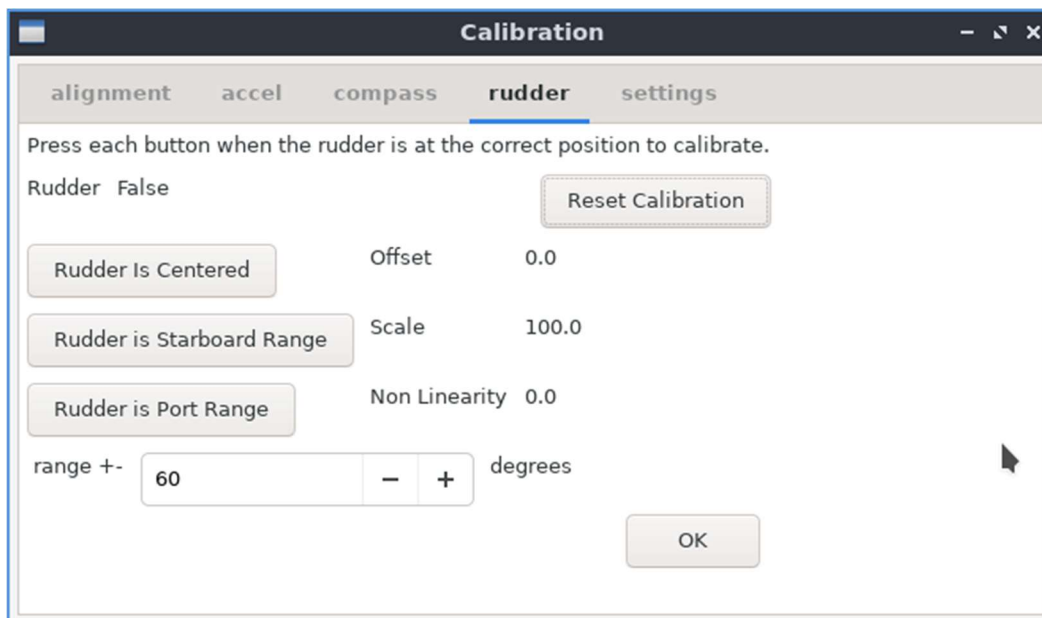 Calibration
alignment accel compass rudder settings
Press each button when the rudder is at the correct position to calibrate.
Rudder False Reset Calibration
Rudder Is Centered Offset 0.0
Rudder is Starboard Range Scale 100.0
Rudder is Port Range Non Linearity 0.0
range +- 60 − + degrees
OK